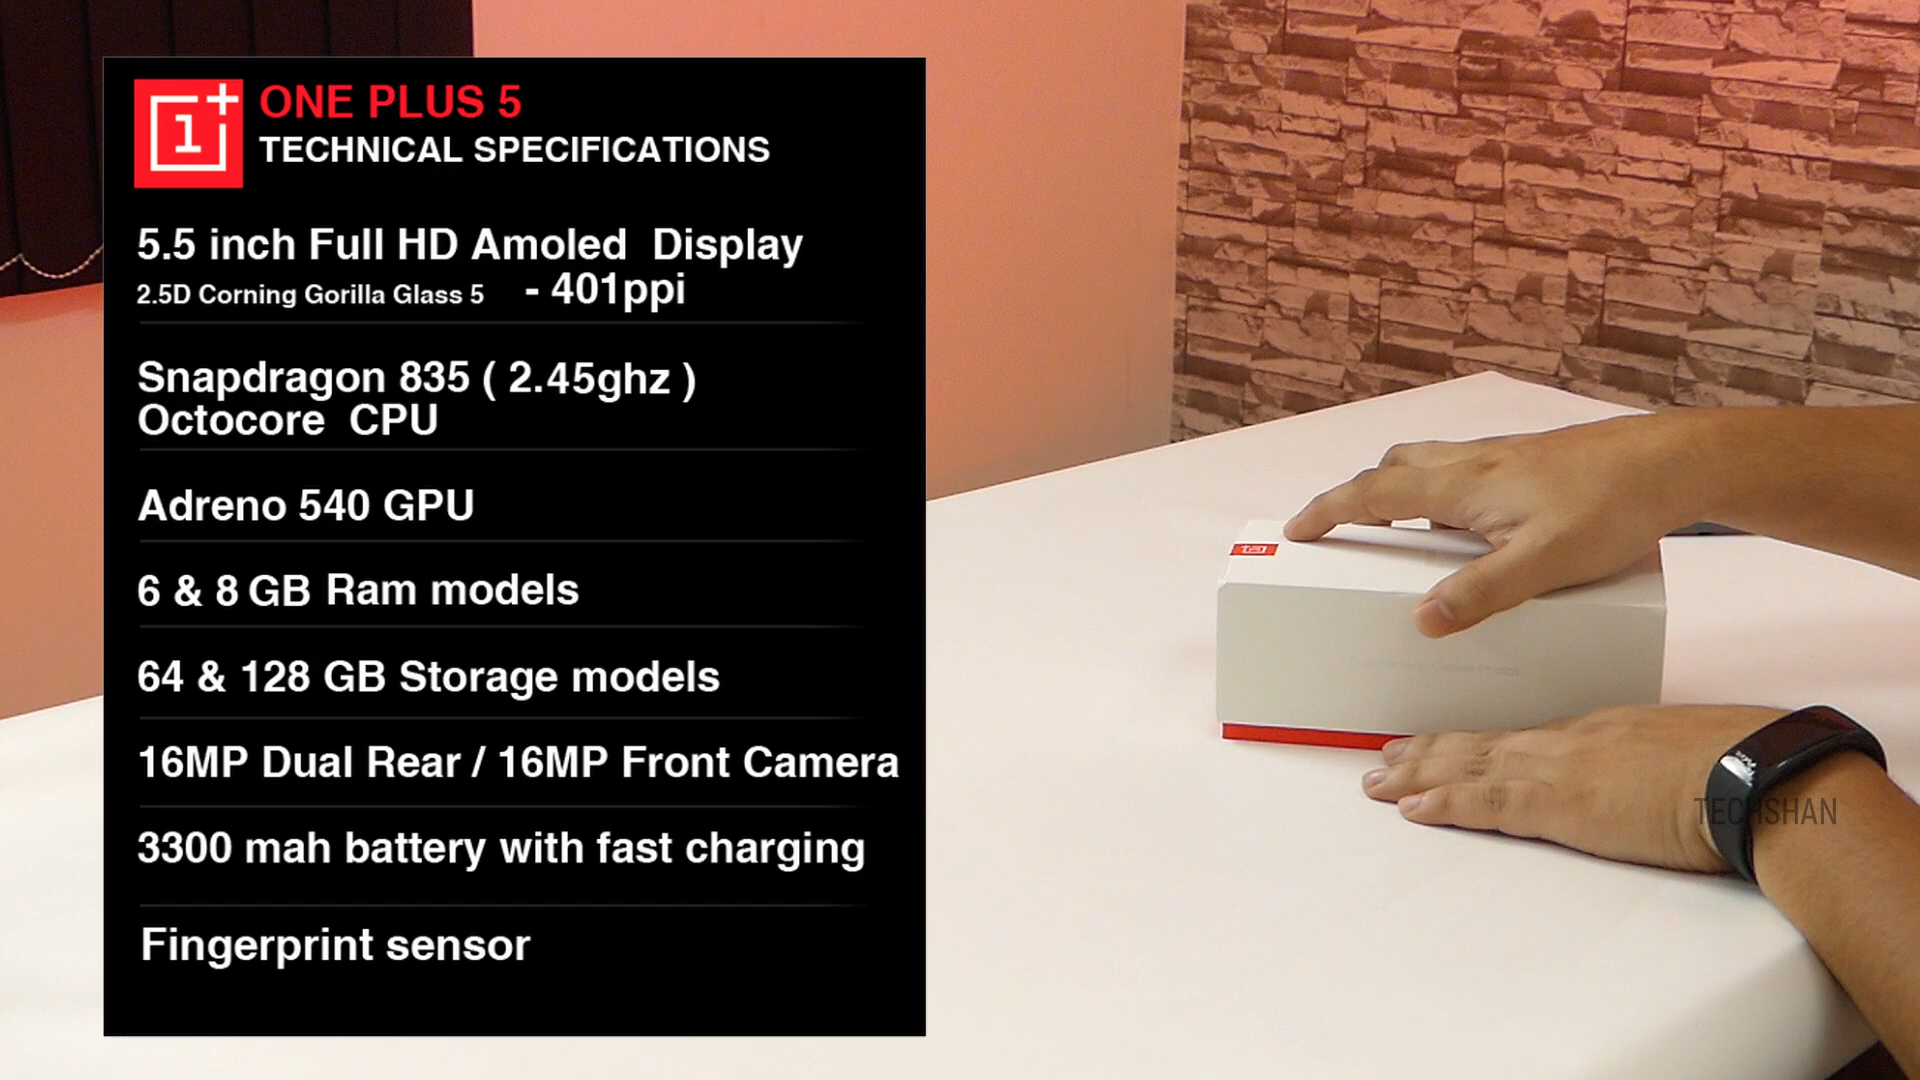 ONE PLUS 5
TECHNICAL SPECIFICATIONS
5.5 inch Full HD Amoled Display
2.5D Corning Gorilla Glass 5 - 401ppi
Snapdragon 835 ( 2.45ghz )
Octocore CPU
Adreno 540 GPU
6 & 8 GB Ram models
64 & 128 GB Storage models
16MP Dual Rear / 16MP Front Camera
3300 mah battery with fast charging
Fingerprint sensor
TECHSHAN